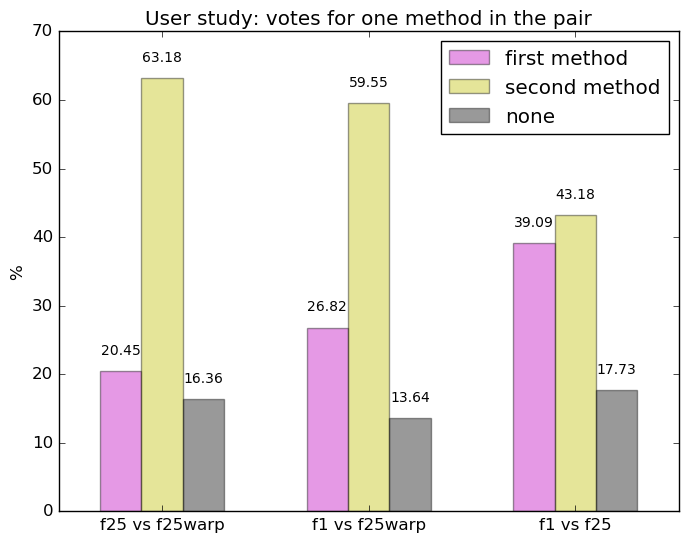 User study: votes for one method in the pair
70
60
50
40
30
20
10
0
%
first method
second method
none
20.45
63.18
16.36
26.82
59.55
13.64
39.09
43.18
17.73
f25 vs f25warp
f1 vs f25warp
f1 vs f25